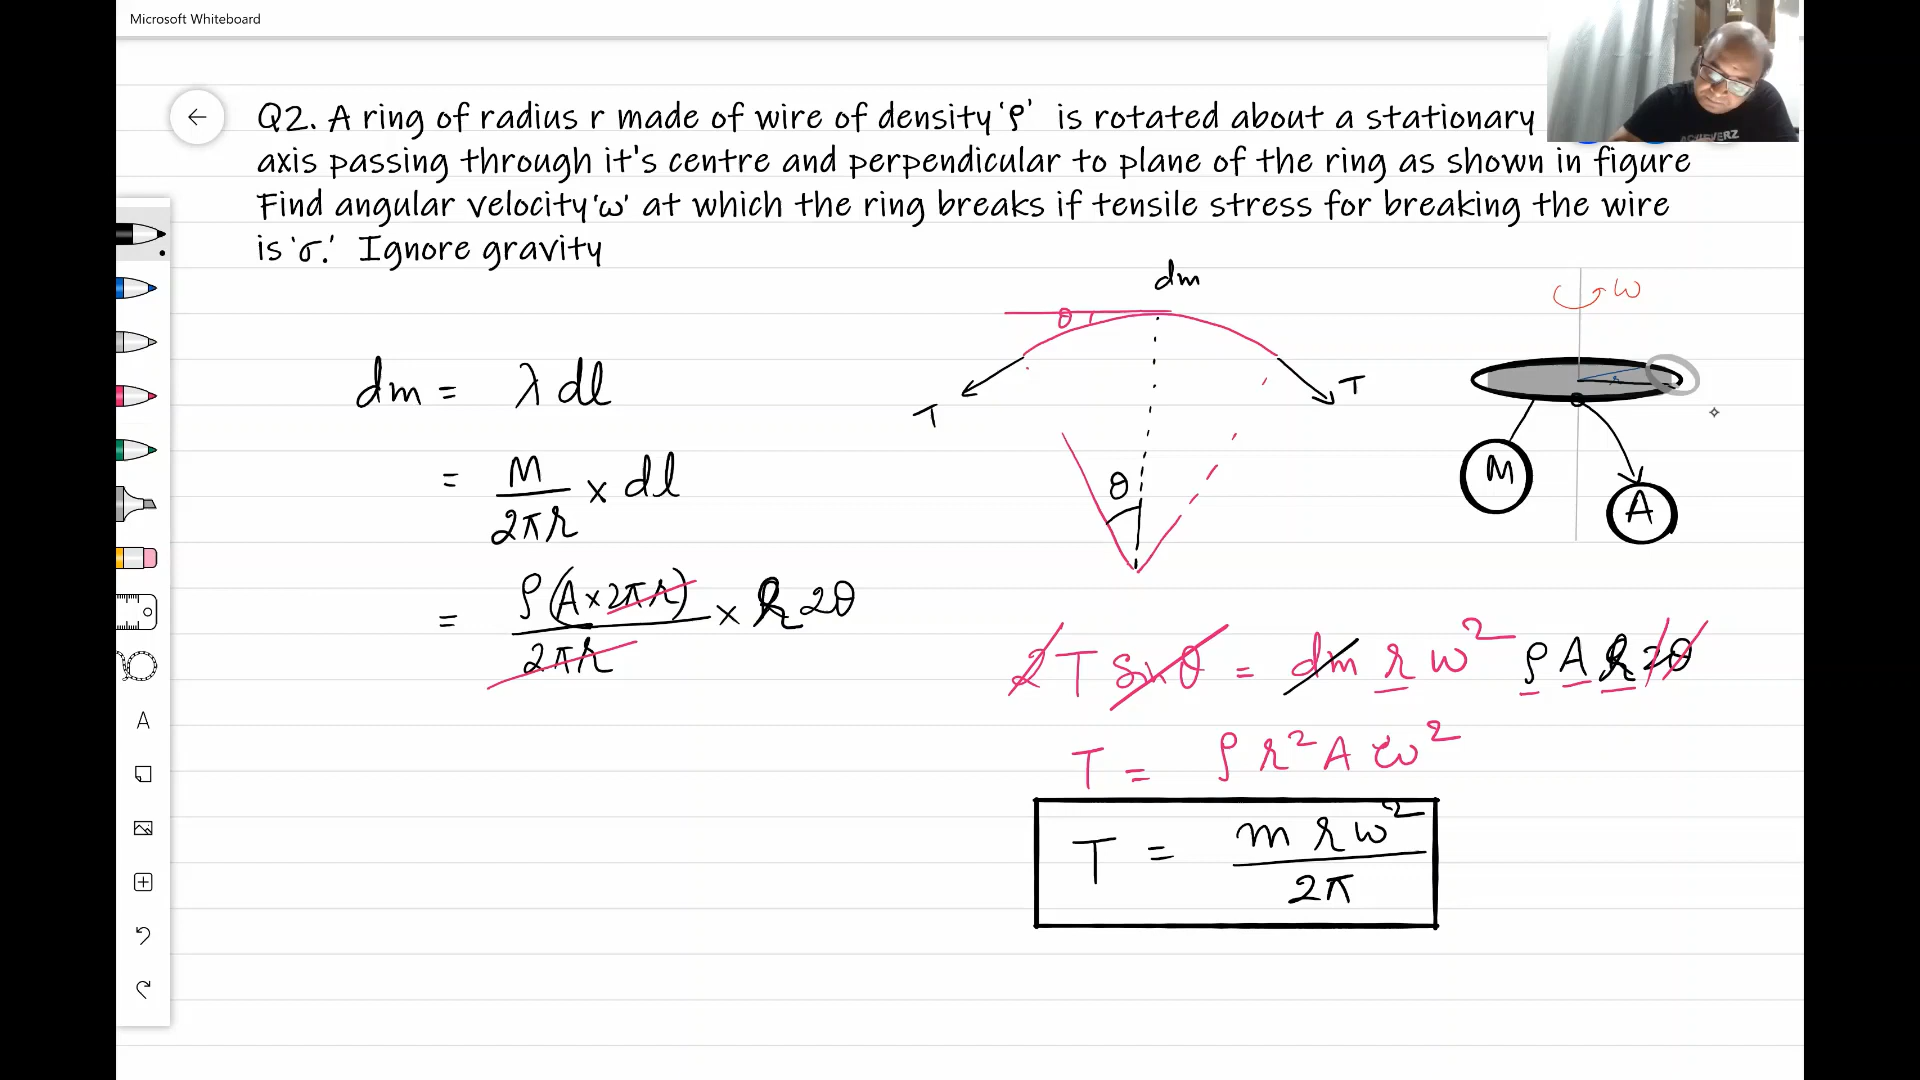 Microsoft Whiteboard
Q2. A ring of radius r made of wire of density 'ρ' is rotated about a stationary
axis passing through it's centre and perpendicular to plane of the ring as shown in figure
Find angular velocity 'ω' at which the ring breaks if tensile stress for breaking the wire
is 'σ.' Ignore gravity
dm
ω
θ
r
T
T
dm = λ dl
θ
M
A
= M/2πr × dl
= ρ(A×2πr)/2πr × r 2θ
2T Sinθ = dm r ω² ρ A r 2θ
T = ρ r² A ω²
T = m r ω²/2π
A
ACHIEVERZ